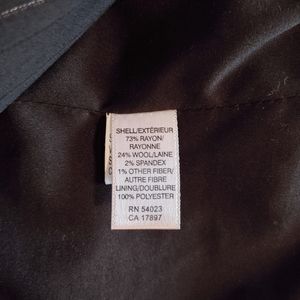 SHELL/EXTÉRIEUR
73% RAYON/
RAYONNE
24% WOOL/LAINE
2% SPANDEX
1% OTHER FIBER/
AUTRE FIBRE
LINING/DOUBLURE
100% POLYESTER
RN 54023
CA 17897